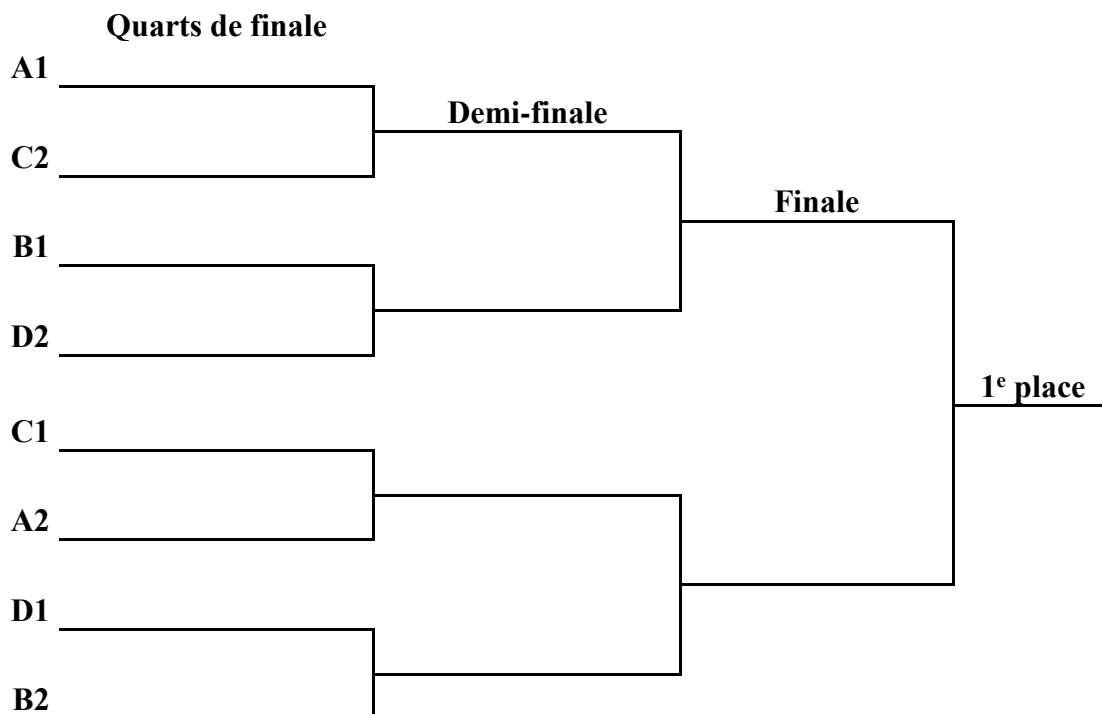 Quarts de finale
A1
Demi-finale
C2
Finale
B1
D2
1e place
C1
A2
D1
B2